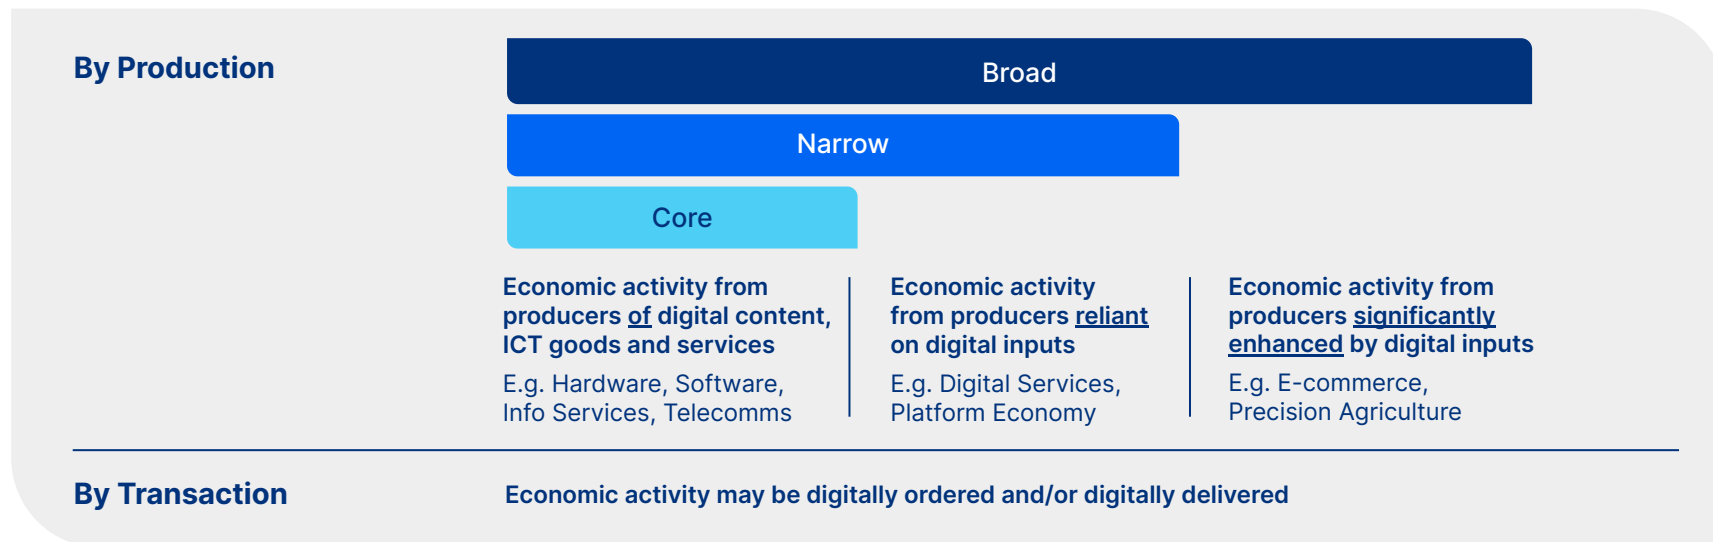 By Production
Broad
Narrow
Core
Economic activity from
producers of digital content,
ICT goods and services
E.g. Hardware, Software,
Info Services, Telecomms
Economic activity
from producers reliant
on digital inputs
E.g. Digital Services,
Platform Economy
Economic activity from
producers significantly
enhanced by digital inputs
E.g. E-commerce,
Precision Agriculture
By Transaction
Economic activity may be digitally ordered and/or digitally delivered